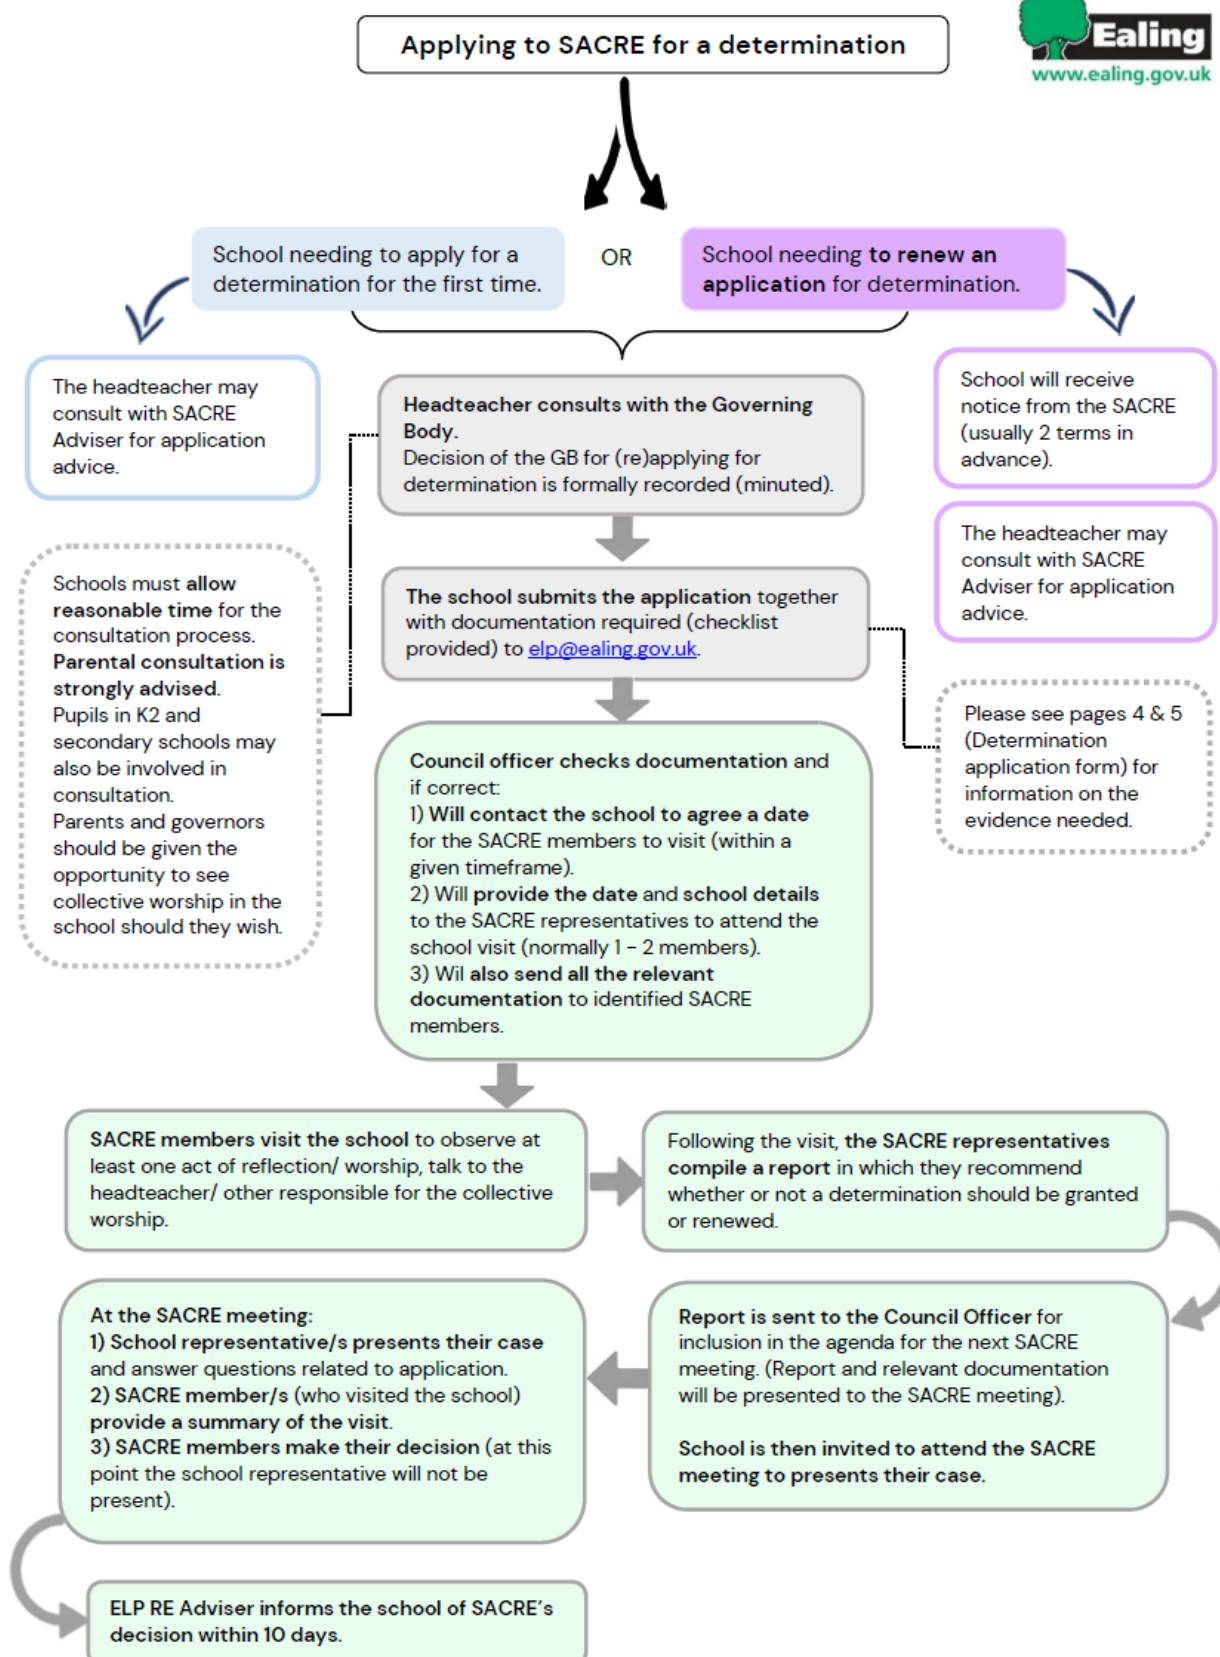 Applying to SACRE for a determination
Ealing
www.ealing.gov.uk
School needing to apply for a
determination for the first time.
OR
School needing to renew an
application for determination.
The headteacher may
consult with SACRE
Adviser for application
advice.
Headteacher consults with the Governing
Body.
Decision of the GB for (re)applying for
determination is formally recorded (minuted).
School will receive
notice from the SACRE
(usually 2 terms in
advance).
The headteacher may
consult with SACRE
Adviser for application
advice.
Schools must allow
reasonable time for the
consultation process.
Parental consultation is
strongly advised.
Pupils in K2 and
secondary schools may
also be involved in
consultation.
Parents and governors
should be given the
opportunity to see
collective worship in the
school should they wish.
The school submits the application together
with documentation required (checklist
provided) to elp@ealing.gov.uk.
Please see pages 4 & 5
(Determination
application form) for
information on the
evidence needed.
Council officer checks documentation and
if correct:
1) Will contact the school to agree a date
for the SACRE members to visit (within a
given timeframe).
2) Will provide the date and school details
to the SACRE representatives to attend the
school visit (normally 1 - 2 members).
3) Wil also send all the relevant
documentation to identified SACRE
members.
SACRE members visit the school to observe at
least one act of reflection/ worship, talk to the
headteacher/ other responsible for the collective
worship.
Following the visit, the SACRE representatives
compile a report in which they recommend
whether or not a determination should be granted
or renewed.
Report is sent to the Council Officer for
inclusion in the agenda for the next SACRE
meeting. (Report and relevant documentation
will be presented to the SACRE meeting).
School is then invited to attend the SACRE
meeting to presents their case.
At the SACRE meeting:
1) School representative/s presents their case
and answer questions related to application.
2) SACRE member/s (who visited the school)
provide a summary of the visit.
3) SACRE members make their decision (at this
point the school representative will not be
present).
ELP RE Adviser informs the school of SACRE's
decision within 10 days.